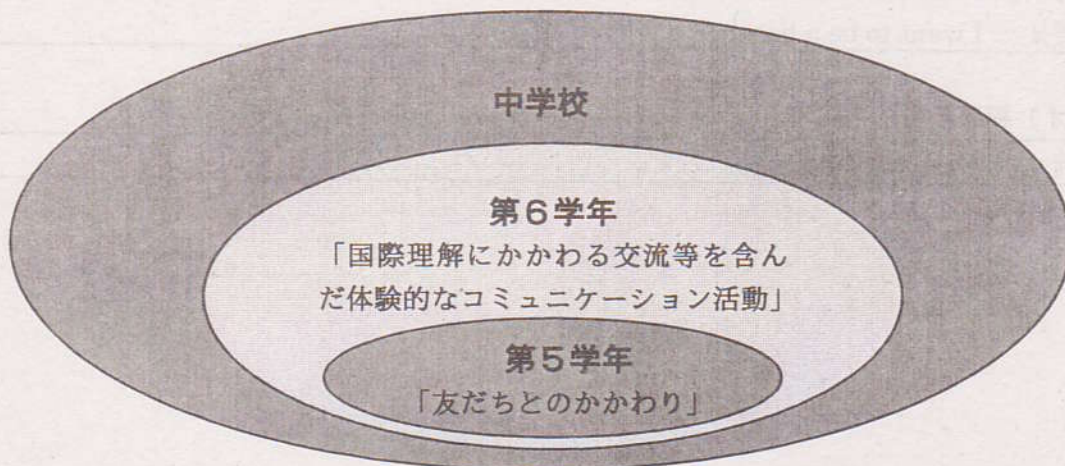 中学校
第6学年
「国際理解にかかわる交流等を含ん
だ体験的なコミュニケーション活動」
第5学年
「友だちとのかかわり」